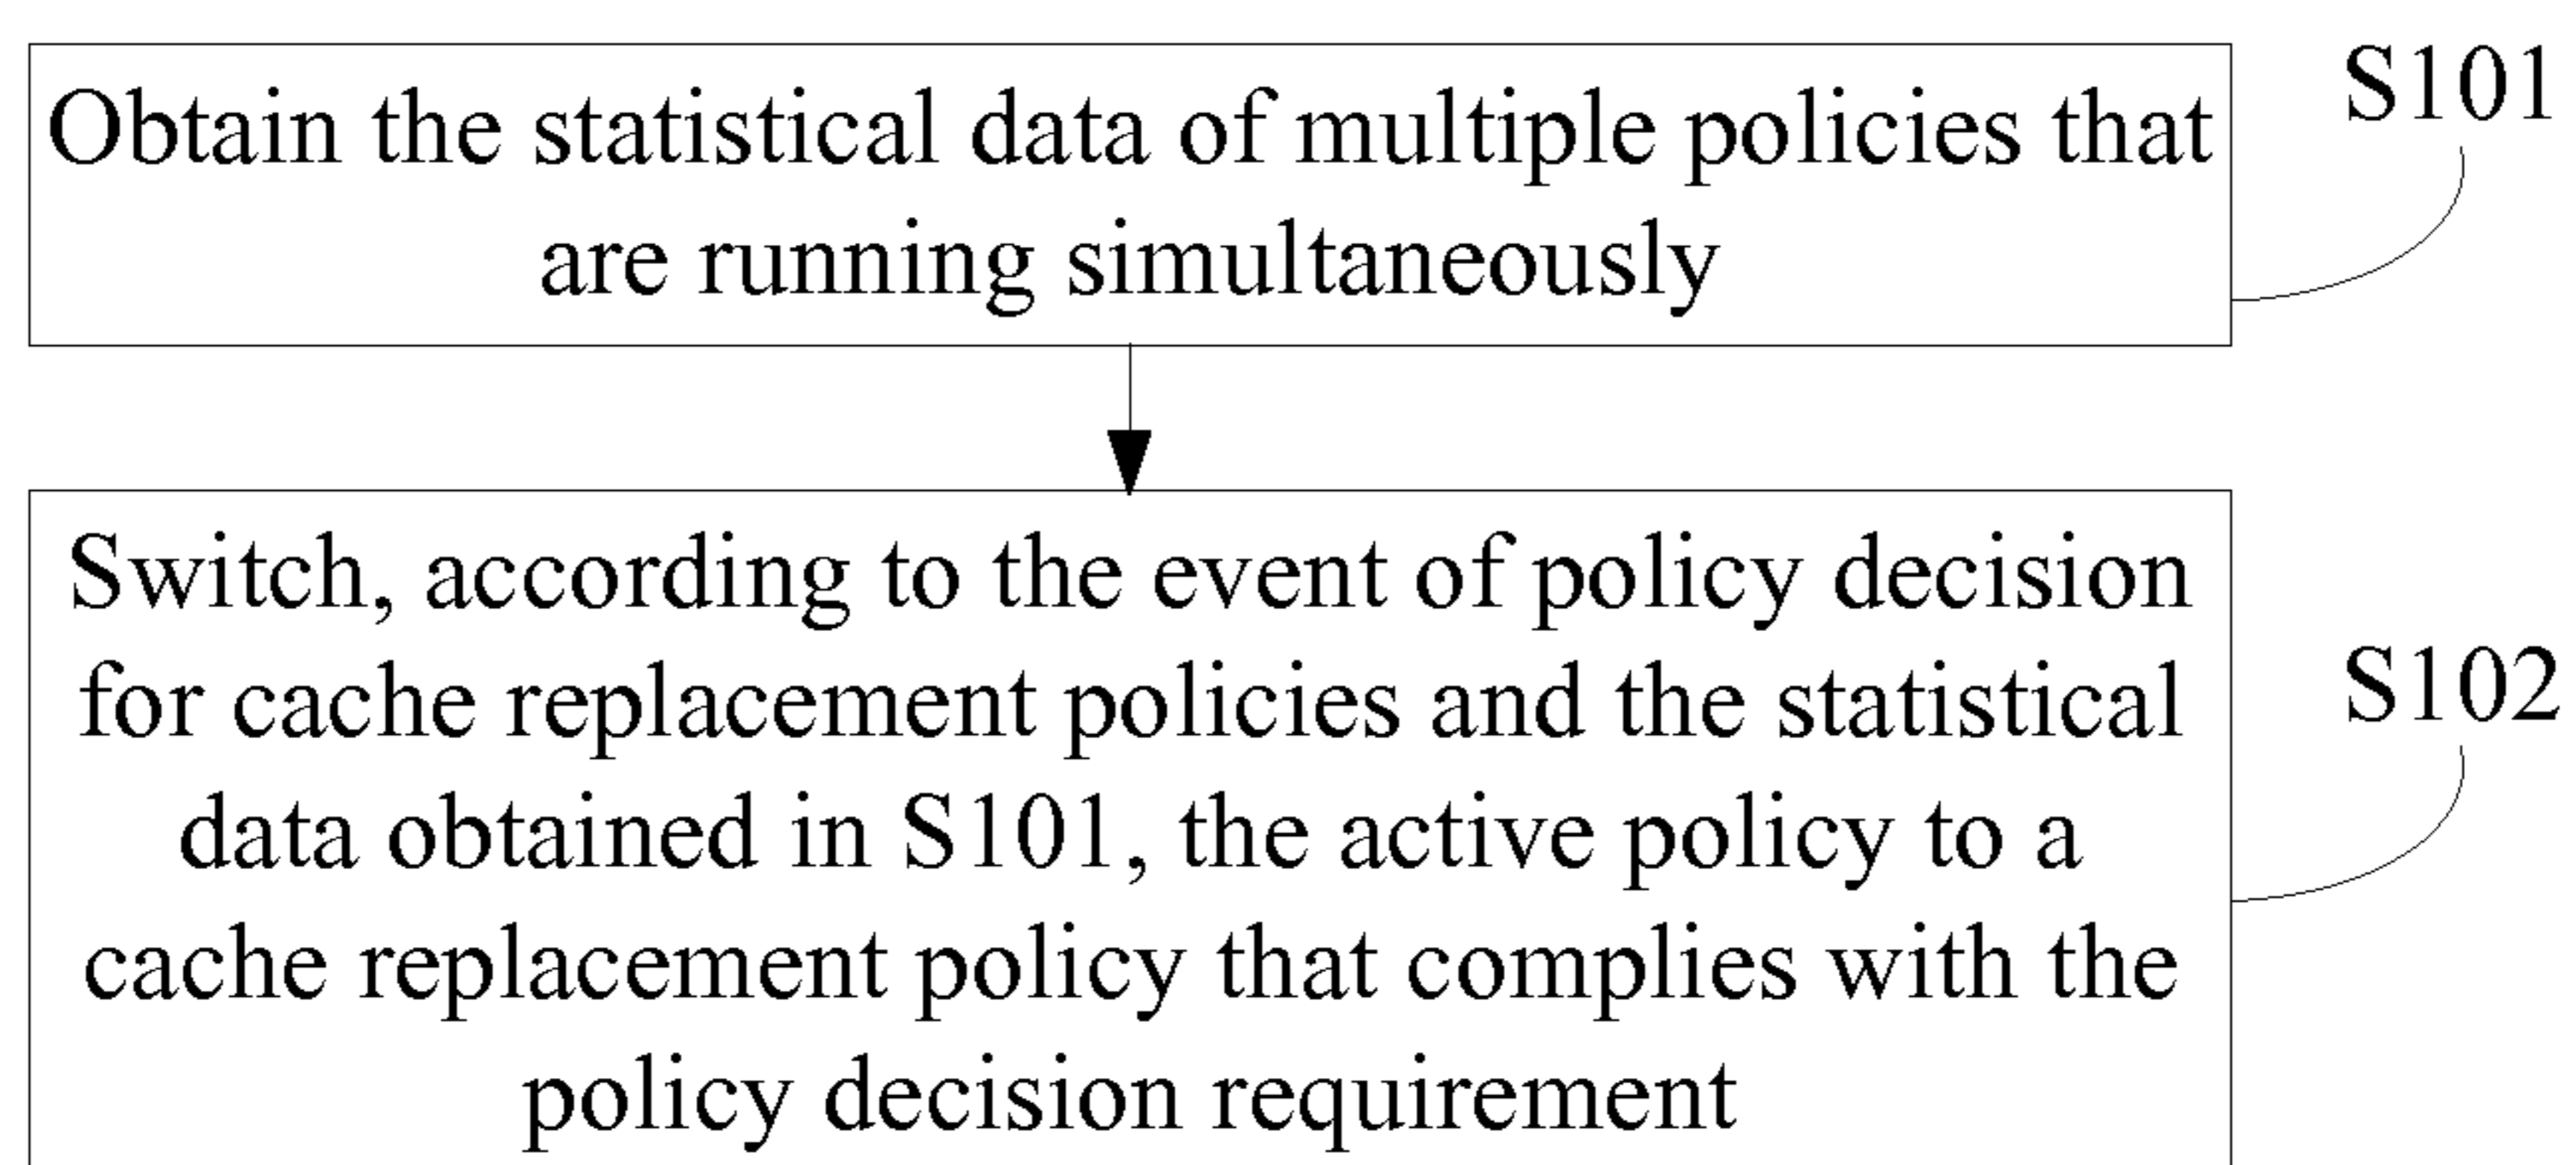 Obtain the statistical data of multiple policies that
are running simultaneously
S101
Switch, according to the event of policy decision
for cache replacement policies and the statistical
data obtained in S101, the active policy to a
cache replacement policy that complies with the
policy decision requirement
S102